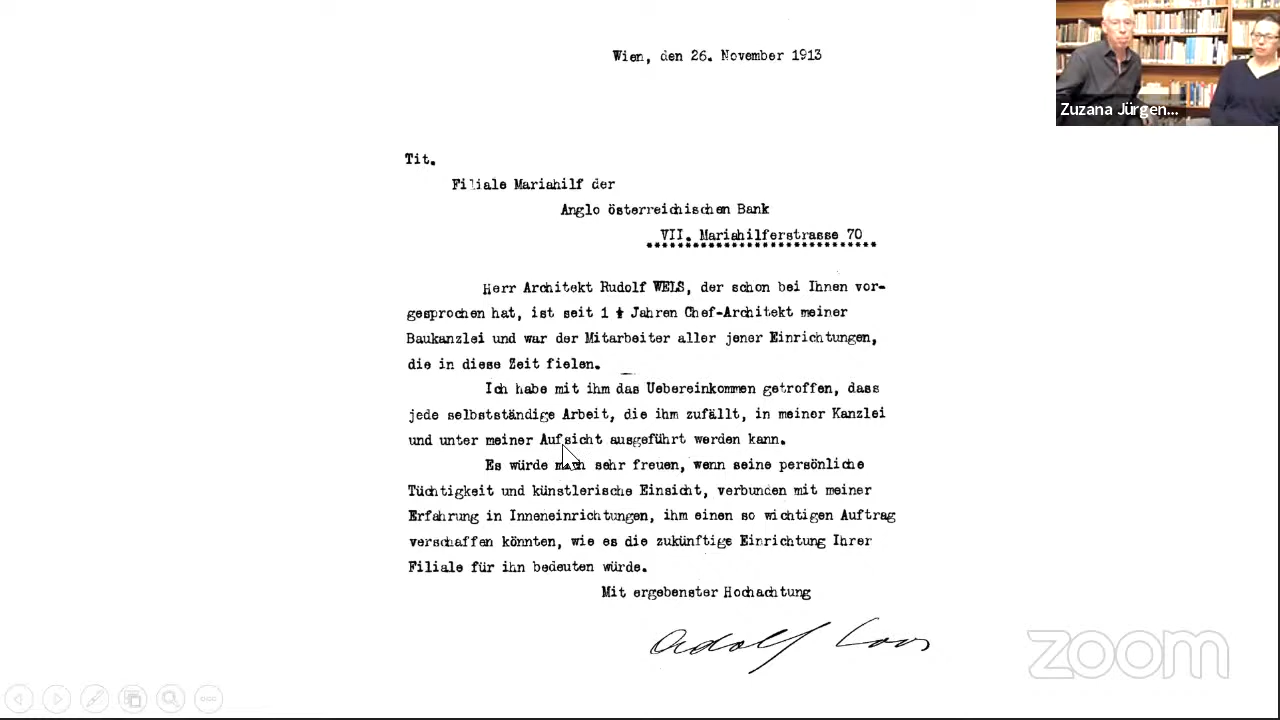 Wien, den 26. November 1913
Zuzana Jürgen...
Tit.
Filiale Mariahilf der
Anglo österreichischen Bank
VII. Mariahilferstrasse 70
Herr Architekt Rudolf WELS, der schon bei Ihnen vor-
gesprochen hat, ist seit 1 Jahren Chef-Architekt meiner
Baukanzlei und war der Mitarbeiter aller jener Einrichtungen,
die in diese Zeit fielen.
Ich habe mit ihm das Uebereinkommen getroffen, dass
jede selbstständige Arbeit, die ihm zufällt, in meiner Kanzlei
und unter meiner Aufsicht ausgeführt werden kann.
Es würde mich sehr freuen, wenn seine persönliche
Tüchtigkeit und künstlerische Einsicht, verbunden mit meiner
Erfahrung in Inneneinrichtungen, ihm einen so wichtigen Auftrag
verschaffen könnten, wie es die zukünftige Einrichtung Ihrer
Filiale für ihn bedeuten würde.
Mit ergebenster Hochachtung
Adolf Loos
zoom